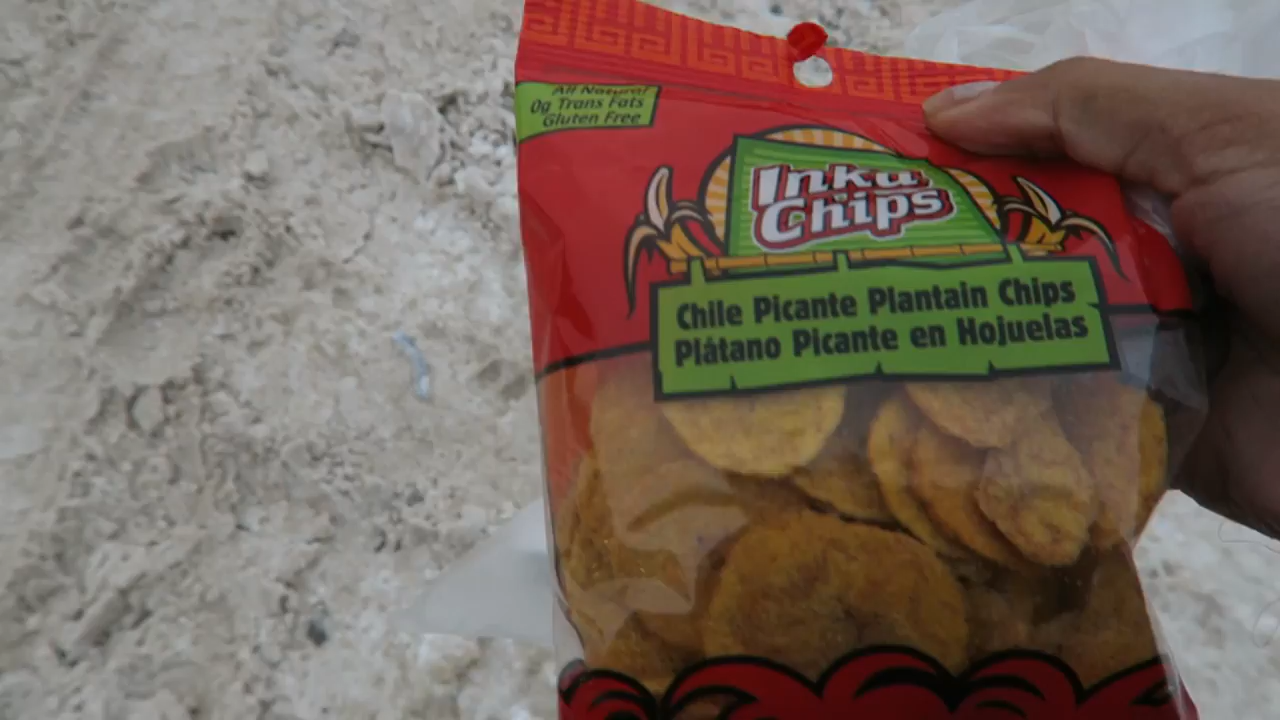 All Natural
0g Trans Fats
Gluten Free
Inka
Chips
Chile Picante Plantain Chips
Plátano Picante en Hojuelas